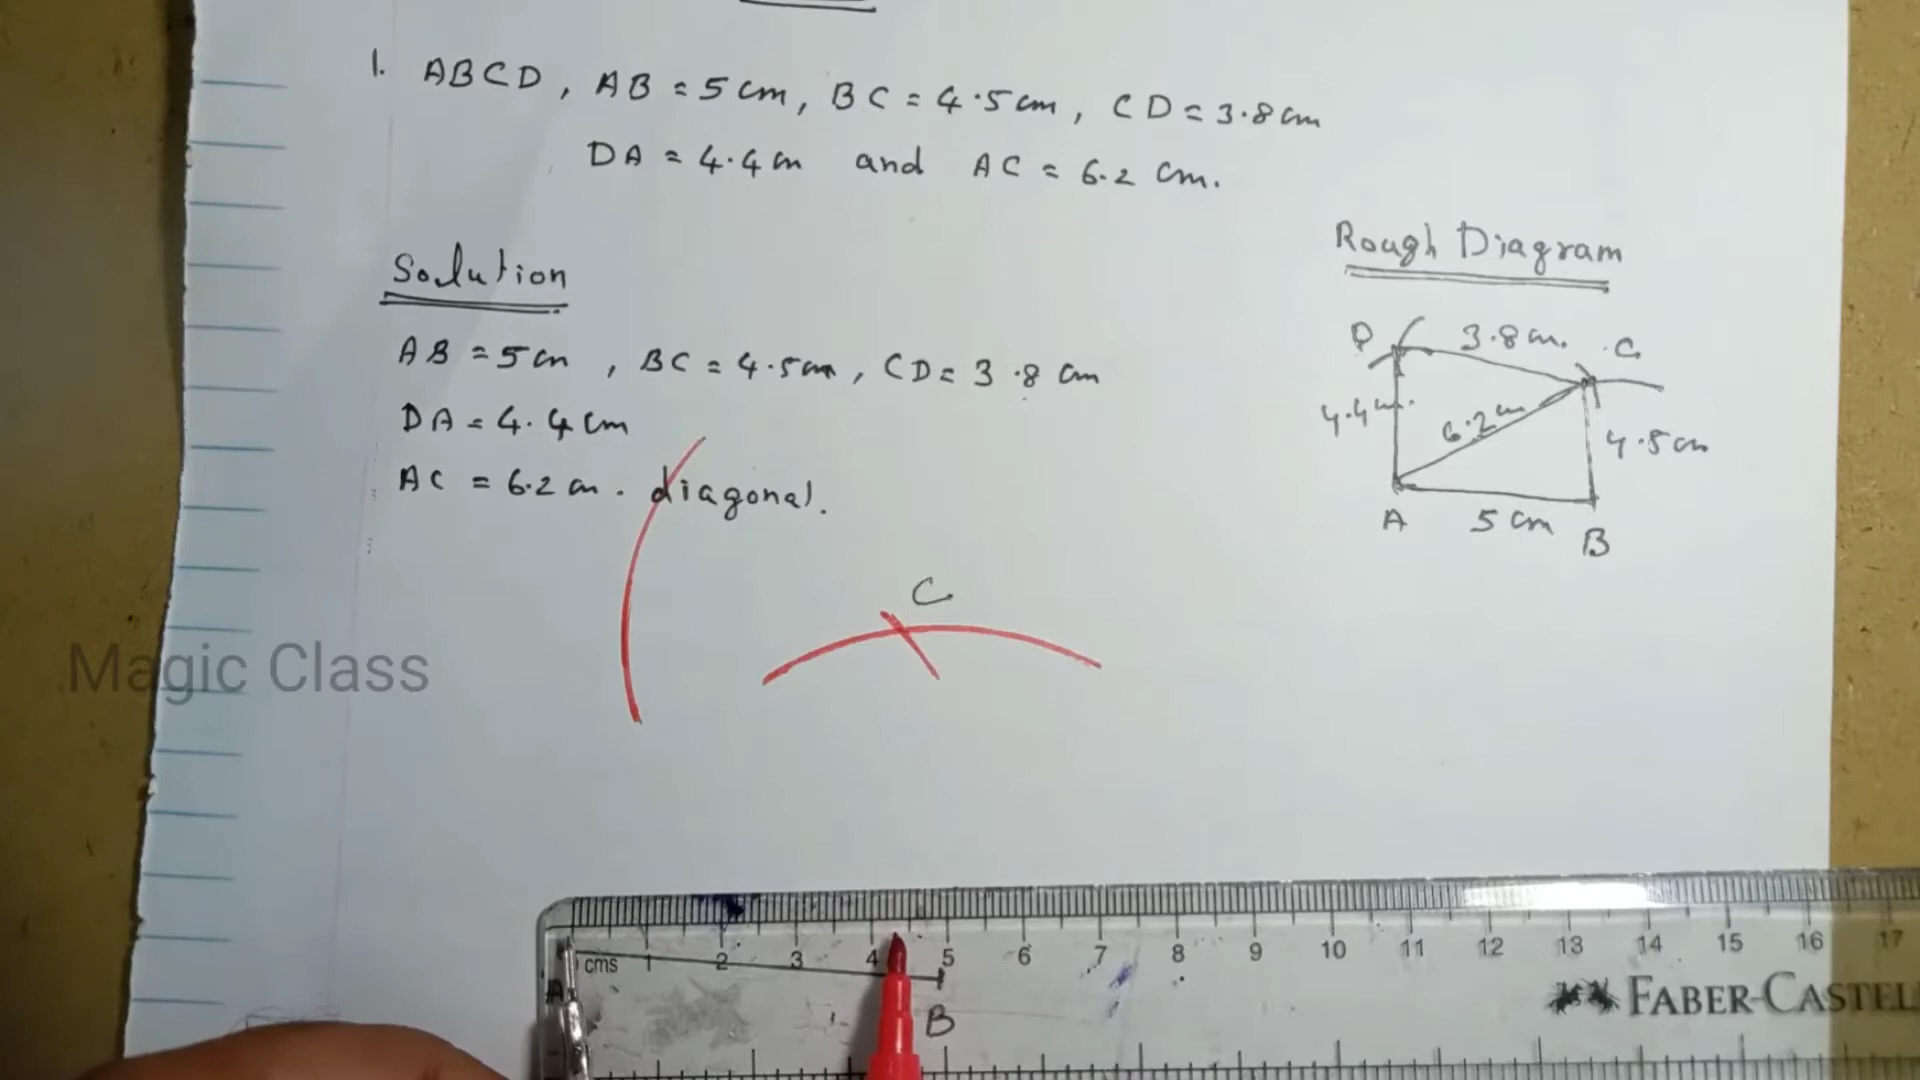 1. ABCD, AB = 5 cm, BC = 4.5 cm, CD = 3.8 cm
DA = 4.4 cm and AC = 6.2 cm.
Solution
AB = 5 cm, BC = 4.5 cm, CD = 3.8 cm
DA = 4.4 cm
AC = 6.2 cm. diagonal.
Rough Diagram
D 3.8 cm. C
4.4 cm. 6.2 cm 4.5 cm
A 5 cm B
C
Magic Class
cms 1 2 3 4 5 6 7 8 9 10 11 12 13 14 15 16 17
A
FABER-CASTEL
B